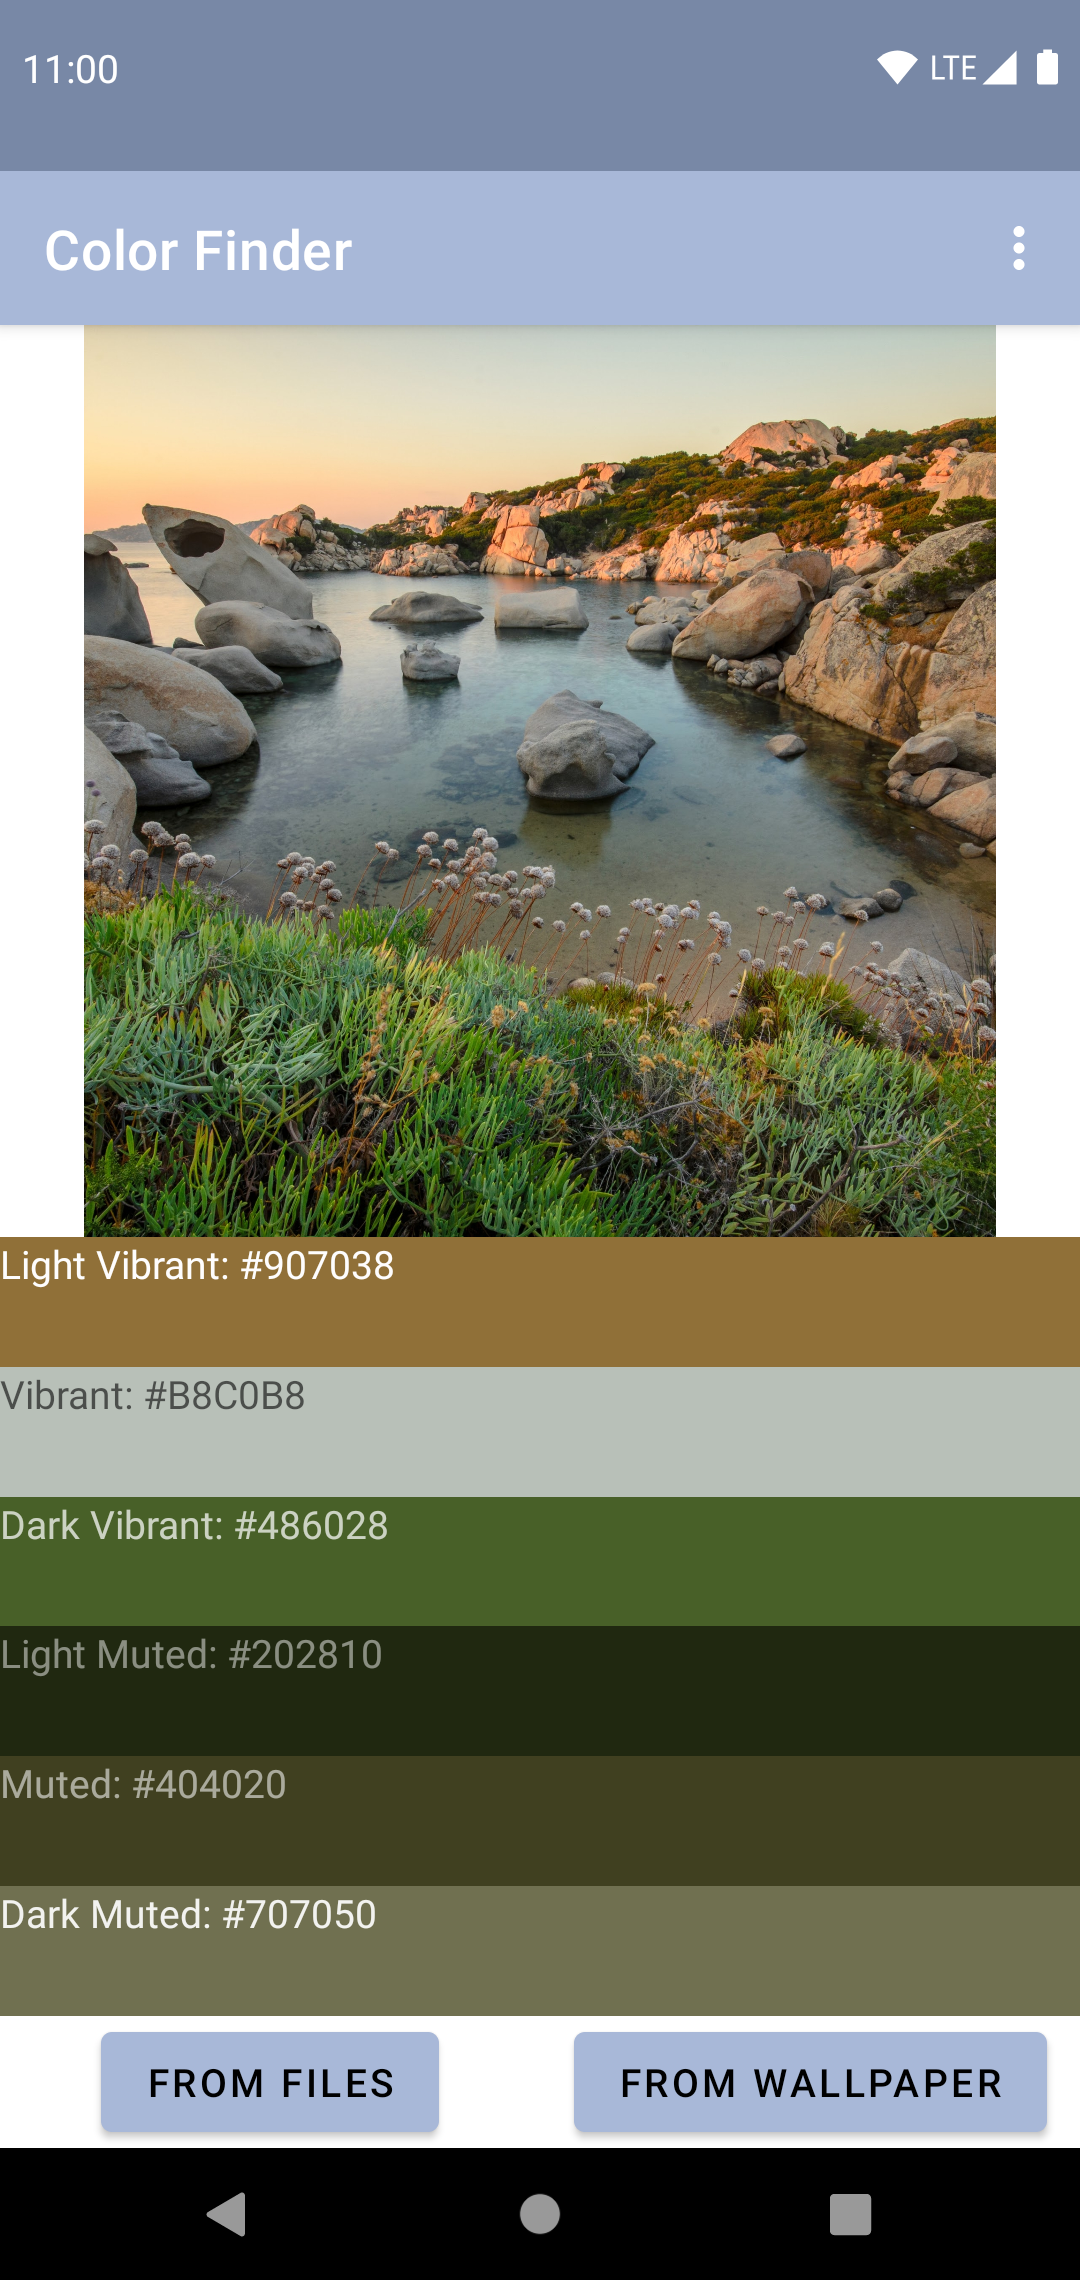 11:00
LTE
Color Finder
Light Vibrant: #907038
Vibrant: #B8C0B8
Dark Vibrant: #486028
Light Muted: #202810
Muted: #404020
Dark Muted: #707050
FROM FILES
FROM WALLPAPER